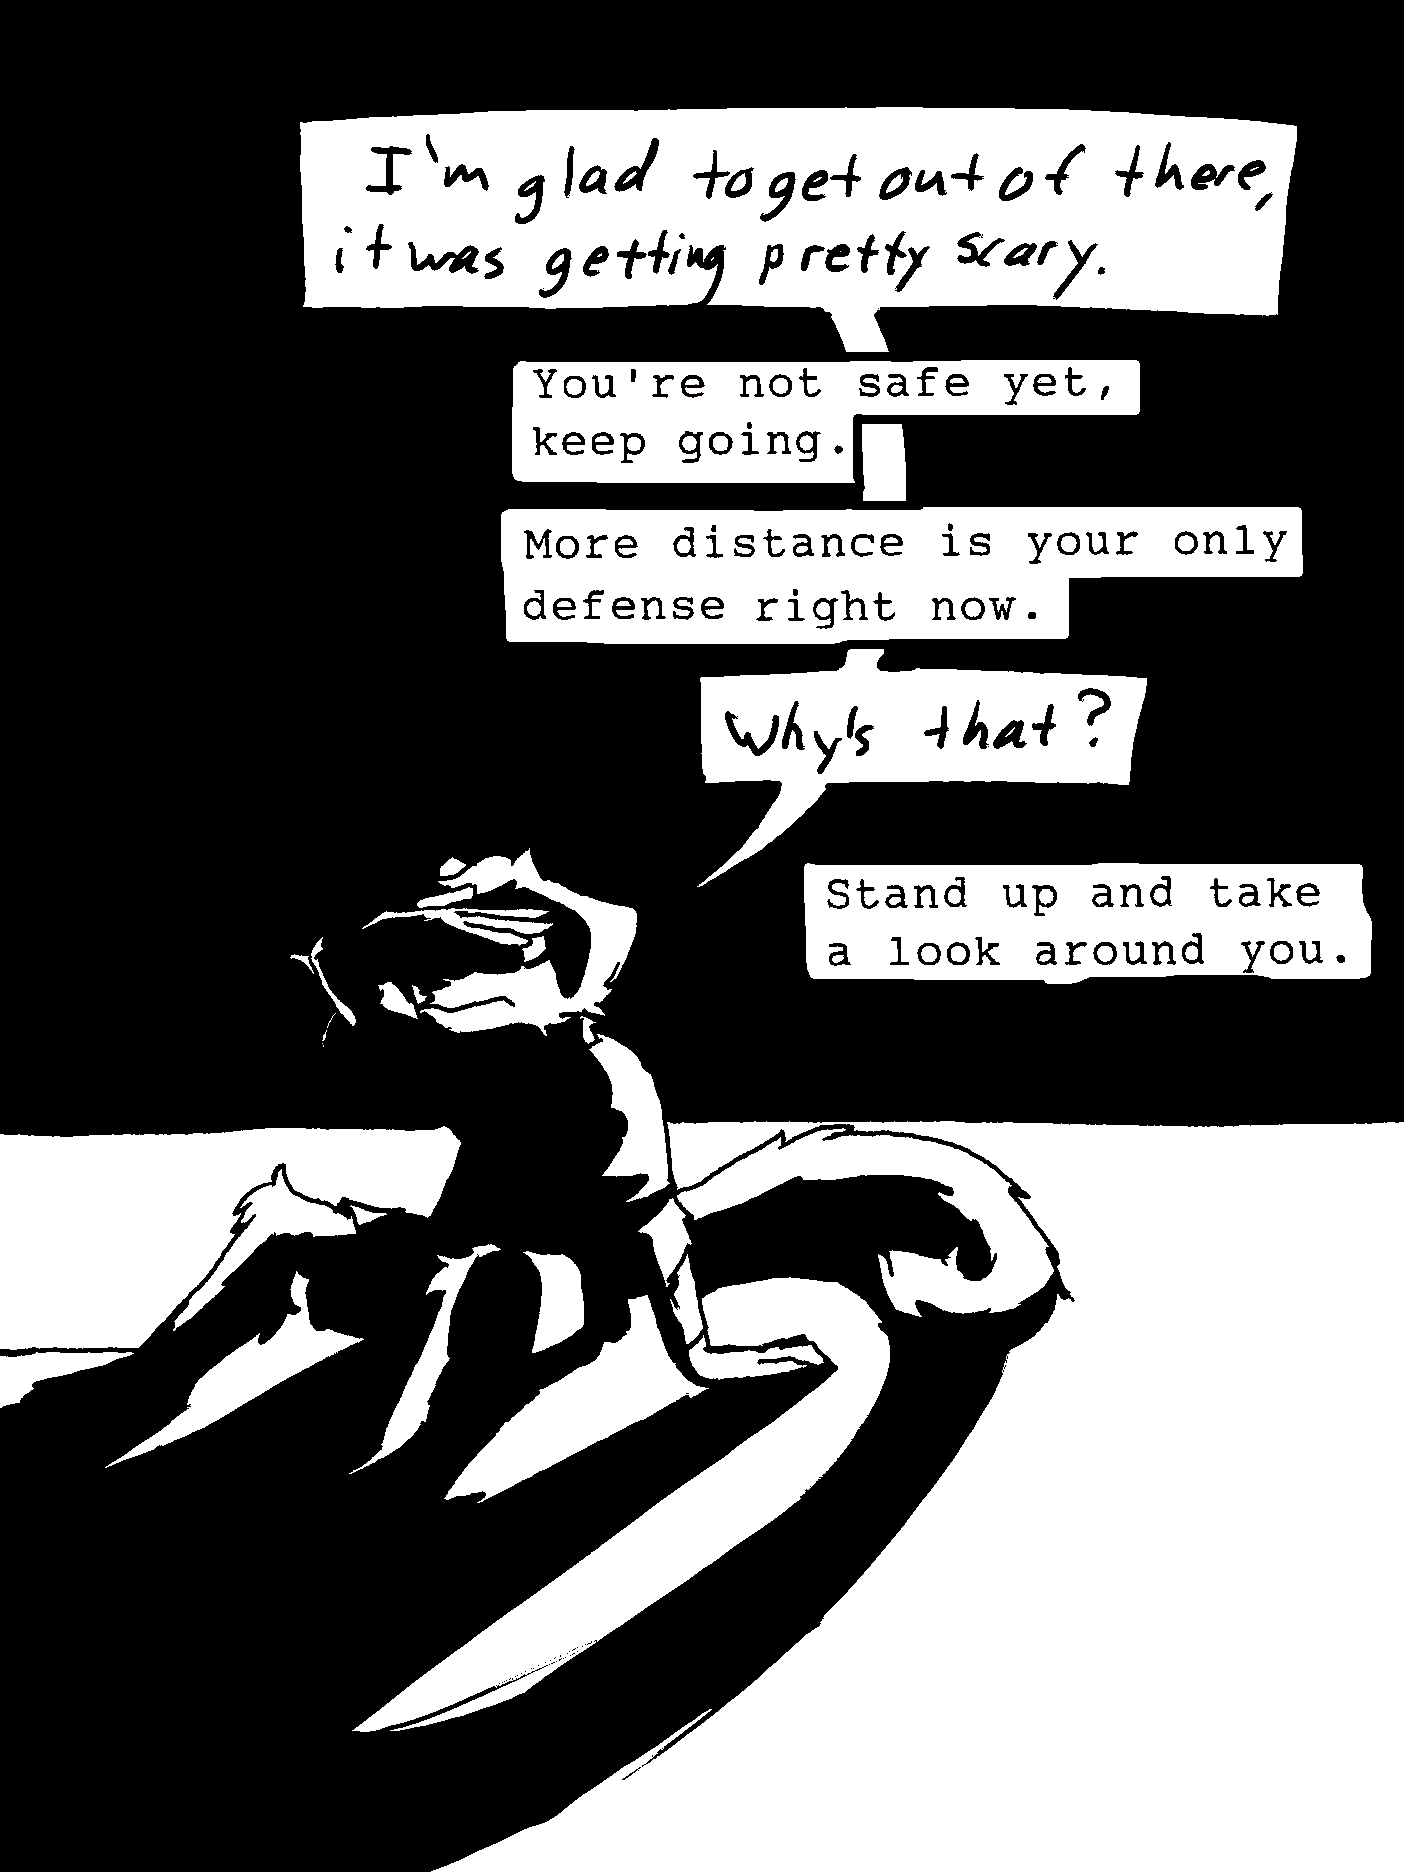 I'm glad to get out of there,
it was getting pretty scary.
You're not safe yet,
keep going.
More distance is your only
defense right now.
Why's that?
Stand up and take
a look around you.